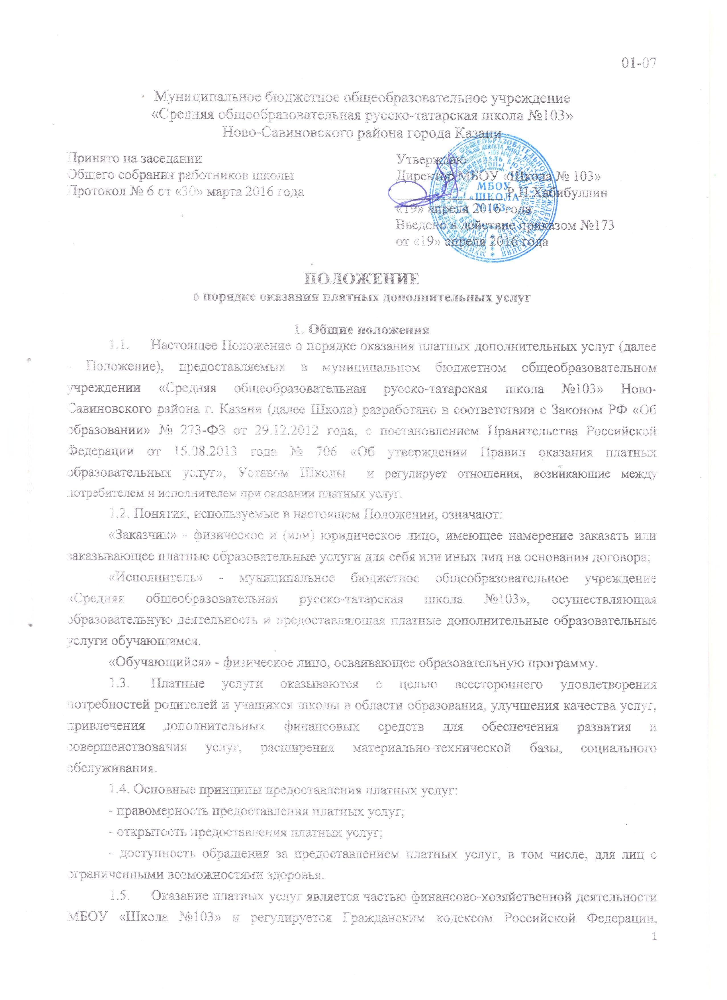 01-07
Муниципальное бюджетное общеобразовательное учреждение
«Средняя общеобразовательная русско-татарская школа №103»
Ново-Савиновского района города Казани
Принято на заседании
Общего собрания работников школы
Протокол № 6 от «30» марта 2016 года
Утверждаю
Директор МБОУ «Школа № 103»
Р.Н.Хабибуллин
«19» апреля 2016 года
Введено в действие приказом №173
от «19» апреля 2016 года
МБОУ
«ШКОЛА
№103»
ПОЛОЖЕНИЕ
о порядке оказания платных дополнительных услуг
1. Общие положения
1.1. Настоящее Положение о порядке оказания платных дополнительных услуг (далее
- Положение), предоставляемых в муниципальном бюджетном общеобразовательном
учреждении «Средняя общеобразовательная русско-татарская школа №103» Ново-
Савиновского района г. Казани (далее Школа) разработано в соответствии с Законом РФ «Об
образовании» № 273-ФЗ от 29.12.2012 года, с постановлением Правительства Российской
Федерации от 15.08.2013 года № 706 «Об утверждении Правил оказания платных
образовательных услуг», Уставом Школы и регулирует отношения, возникающие между
потребителем и исполнителем при оказании платных услуг.
1.2. Понятия, используемые в настоящем Положении, означают:
«Заказчик» - физическое и (или) юридическое лицо, имеющее намерение заказать или
заказывающее платные образовательные услуги для себя или иных лиц на основании договора;
«Исполнитель» - муниципальное бюджетное общеобразовательное учреждение
«Средняя общеобразовательная русско-татарская школа №103», осуществляющая
образовательную деятельность и предоставляющая платные дополнительные образовательные
услуги обучающимся.
«Обучающийся» - физическое лицо, осваивающее образовательную программу.
1.3. Платные услуги оказываются с целью всестороннего удовлетворения
потребностей родителей и учащихся школы в области образования, улучшения качества услуг,
привлечения дополнительных финансовых средств для обеспечения развития и
совершенствования услуг, расширения материально-технической базы, социального
обслуживания.
1.4. Основные принципы предоставления платных услуг:
- правомерность предоставления платных услуг;
- открытость предоставления платных услуг;
- доступность обращения за предоставлением платных услуг, в том числе, для лиц с
ограниченными возможностями здоровья.
1.5. Оказание платных услуг является частью финансово-хозяйственной деятельности
МБОУ «Школа №103» и регулируется Гражданским кодексом Российской Федерации,
1